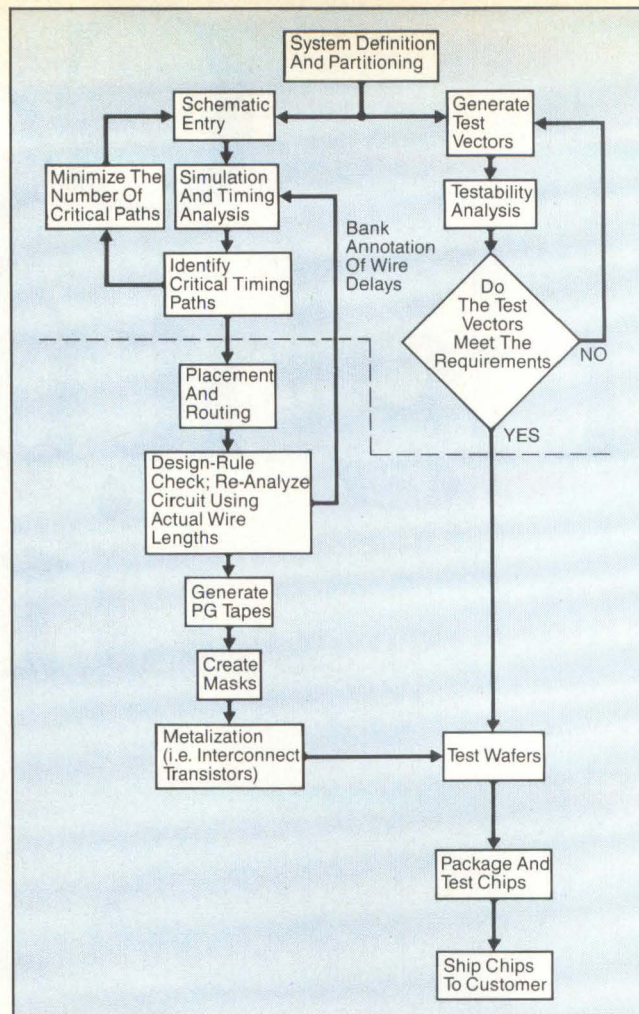 System Definition
And Partitioning
Schematic
Entry
Generate
Test
Vectors
Minimize The
Number Of
Critical Paths
Simulation
And Timing
Analysis
Testability
Analysis
Bank
Annotation
Of Wire
Delays
Identify
Critical Timing
Paths
Do
The Test
Vectors
Meet The
Requirements
NO
YES
Placement
And
Routing
Design-Rule
Check; Re-Analyze
Circuit Using
Actual Wire
Lengths
Generate
PG Tapes
Create
Masks
Metalization
(i.e. Interconnect
Transistors)
Test Wafers
Package And
Test Chips
Ship Chips
To Customer